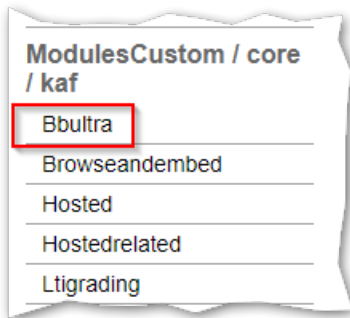 ModulesCustom / core
/ kaf
Bbultra
Browseandembed
Hosted
Hostedrelated
Ltigrading